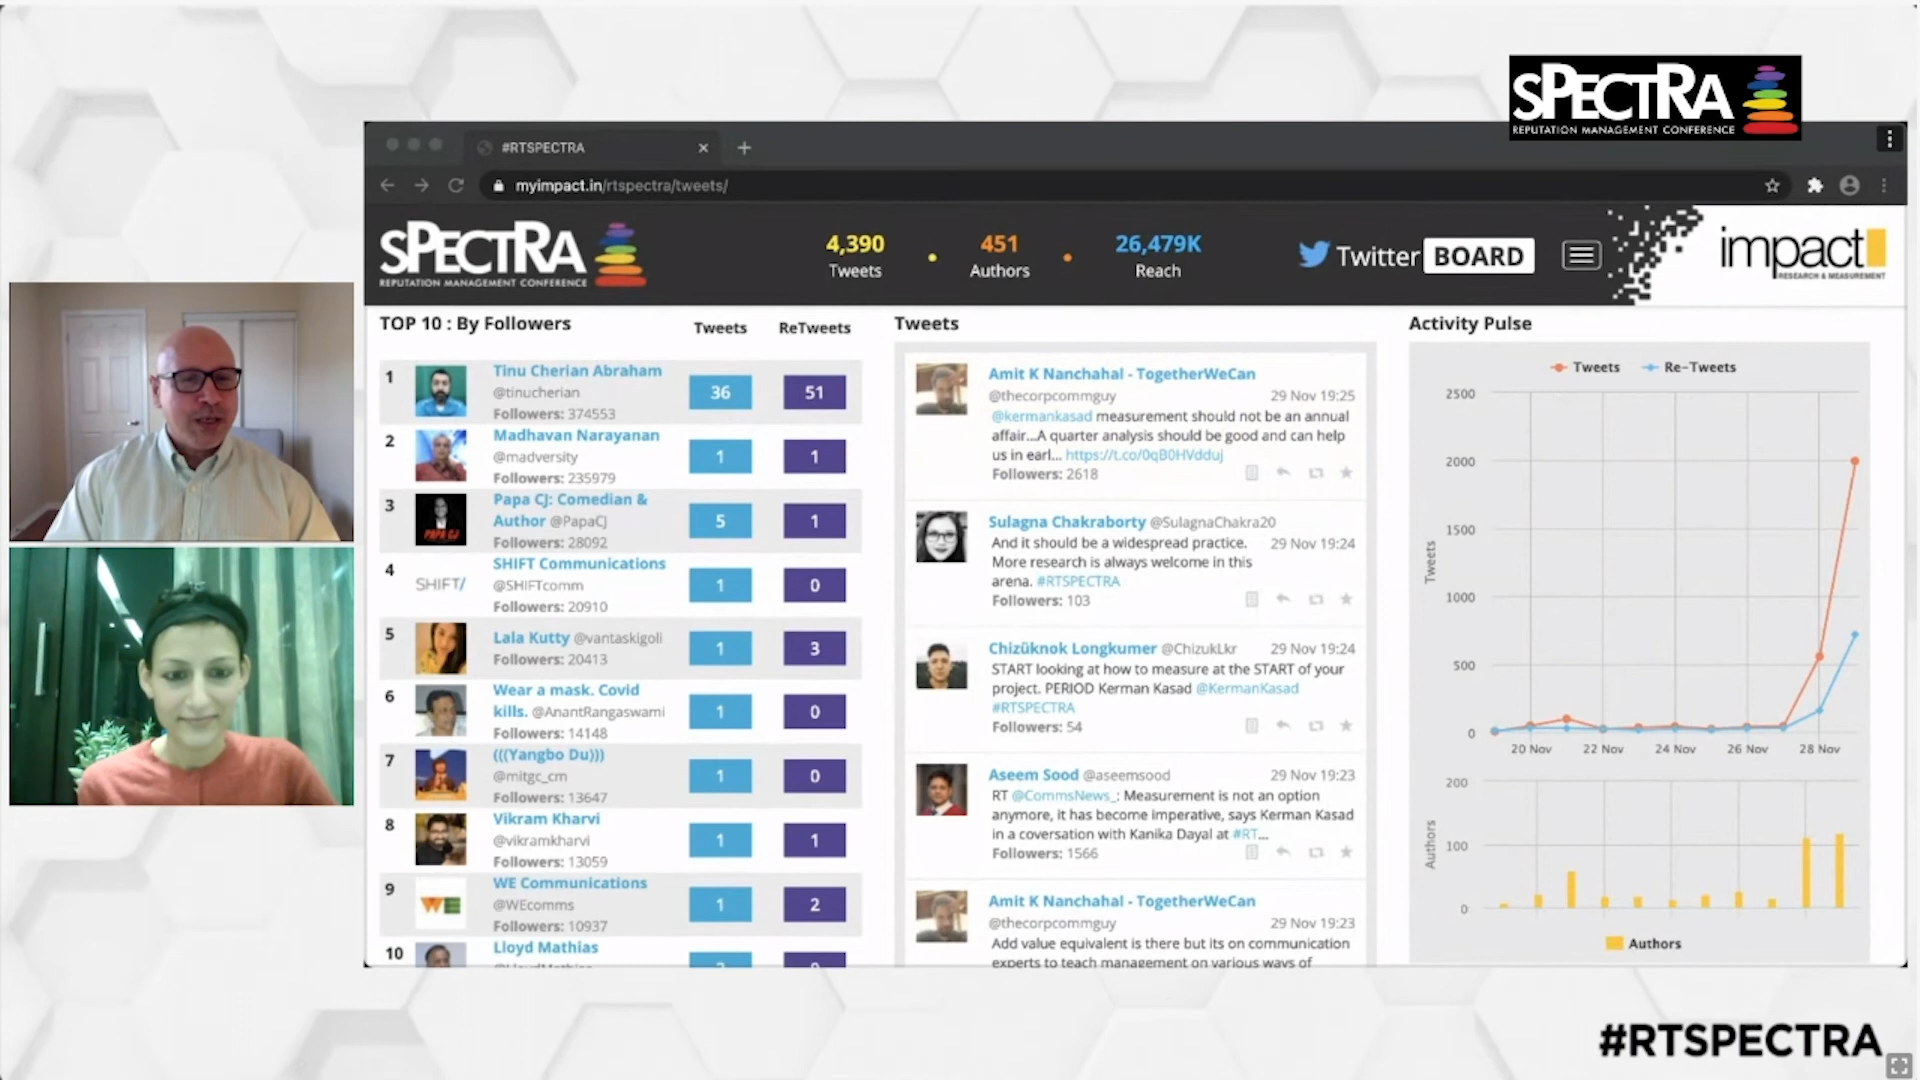 SPECTRA
REPUTATION MANAGEMENT CONFERENCE
#RTSPECTRA
myimpact.in/rtspectra/tweets/
SPECTRA
REPUTATION MANAGEMENT CONFERENCE
4,390
Tweets
451
Authors
26,479K
Reach
Twitter BOARD
impact
RESEARCH & MEASUREMENT
TOP 10 : By Followers
Tweets
ReTweets
1
Tinu Cherian Abraham
@tinucherian
Followers: 374553
36
51
2
Madhavan Narayanan
@madversity
Followers: 235979
1
1
3
Papa CJ: Comedian &
Author @PapaCJ
Followers: 28092
5
1
PAPA CJ
4
SHIFT/
SHIFT Communications
@SHIFTcomm
Followers: 20910
1
0
5
Lala Kutty @vantaskigoli
Followers: 20413
1
3
6
Wear a mask. Covid
kills. @AnantRangaswami
Followers: 14148
1
0
7
(((Yangbo Du)))
@mitgc_cm
Followers: 13647
1
0
8
Vikram Kharvi
@vikramkharvi
Followers: 13059
1
1
9
WE
WE Communications
@WEcomms
Followers: 10937
1
2
10
Lloyd Mathias
Tweets
Amit K Nanchahal - TogetherWeCan
@thecorpcommguy 29 Nov 19:25
@kermankasad measurement should not be an annual
affair...A quarter analysis should be good and can help
us in earl... https://t.co/0qB0HVdduj
Followers: 2618
Sulagna Chakraborty @SulagnaChakra20
And it should be a widespread practice. 29 Nov 19:24
More research is always welcome in this
arena. #RTSPECTRA
Followers: 103
Chizüknok Longkumer @ChizukLkr 29 Nov 19:24
START looking at how to measure at the START of your
project. PERIOD Kerman Kasad @KermanKasad
#RTSPECTRA
Followers: 54
Aseem Sood @aseemsood 29 Nov 19:23
RT @CommsNews_: Measurement is not an option
anymore, it has become imperative, says Kerman Kasad
in a coversation with Kanika Dayal at #RT...
Followers: 1566
Amit K Nanchahal - TogetherWeCan
@thecorpcommguy 29 Nov 19:23
Add value equivalent is there but its on communication
experts to teach management on various ways of
Activity Pulse
Tweets Re-Tweets
2500
2000
1500
1000
500
0
Tweets
20 Nov 22 Nov 24 Nov 26 Nov 28 Nov
200
100
0
Authors
Authors
#RTSPECTRA